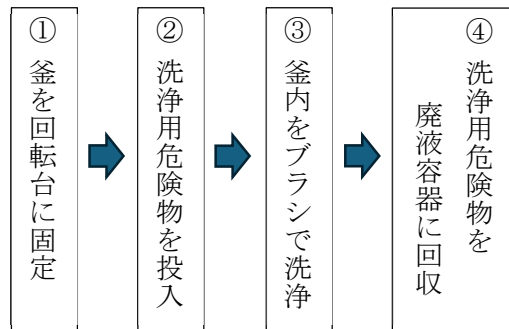 ① 釜を回転台に固定
② 洗浄用危険物を投入
③ 釜内をブラシで洗浄
④ 洗浄用危険物を
廃液容器に回収